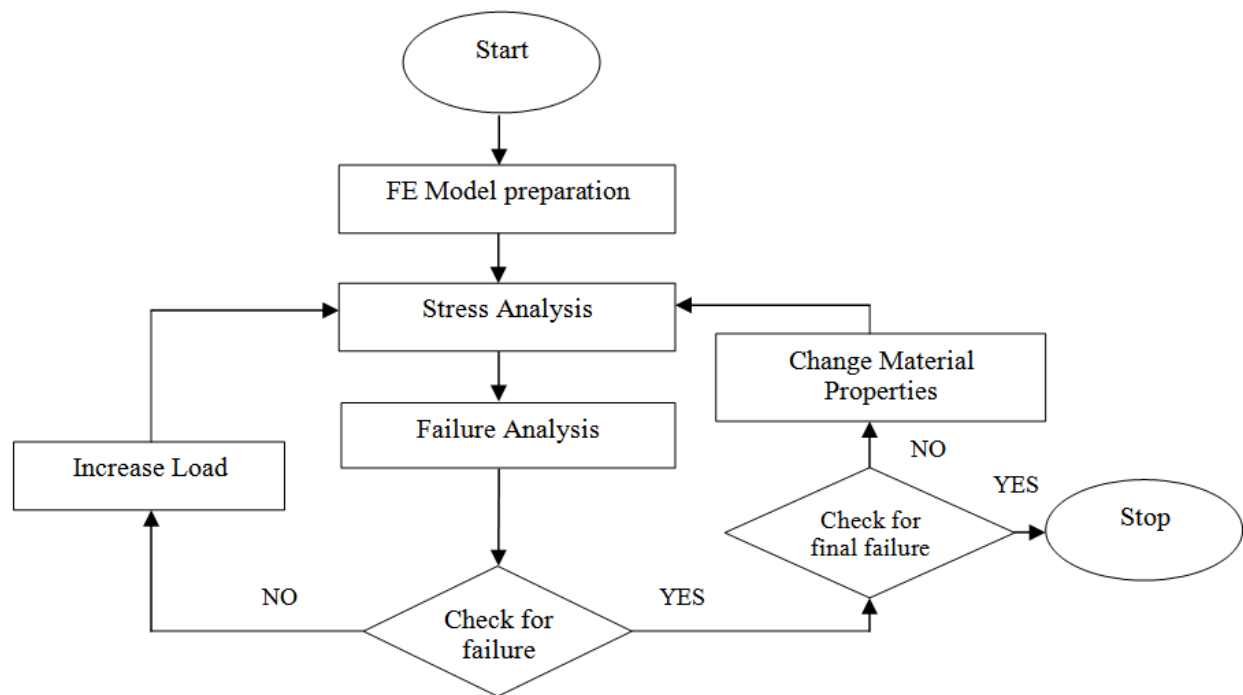 Start
FE Model preparation
Stress Analysis
Change Material
Properties
Failure Analysis
Increase Load
NO
YES
Check for
final failure
Stop
NO
YES
Check for
failure